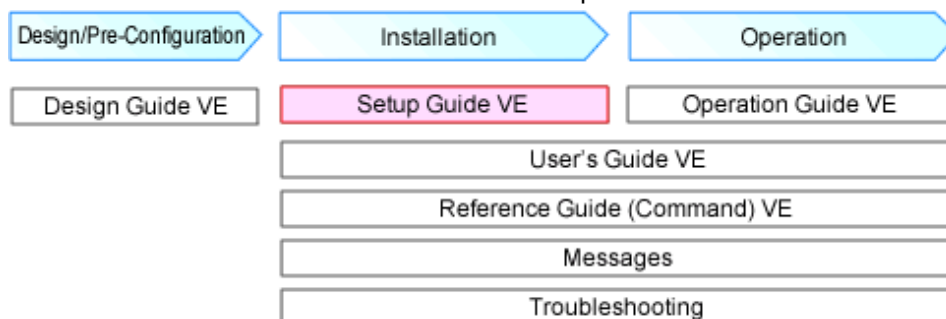 Design/Pre-Configuration
Installation
Operation
Design Guide VE
Setup Guide VE
Operation Guide VE
User's Guide VE
Reference Guide (Command) VE
Messages
Troubleshooting